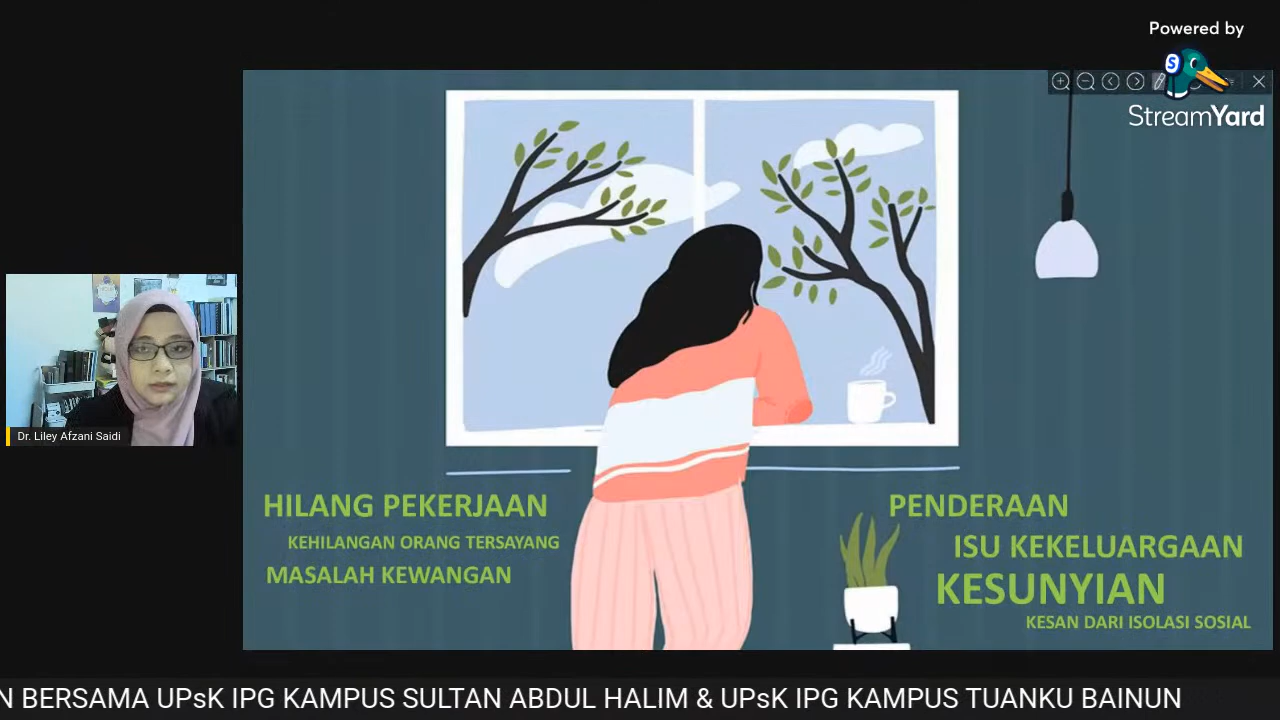 Powered by
StreamYard
Dr. Liley Afzani Saidi
HILANG PEKERJAAN
KEHILANGAN ORANG TERSAYANG
MASALAH KEWANGAN
PENDERAAN
ISU KEKELUARGAAN
KESUNYIAN
KESAN DARI ISOLASI SOSIAL
N BERSAMA UPsK IPG KAMPUS SULTAN ABDUL HALIM & UPsK IPG KAMPUS TUANKU BAINUN